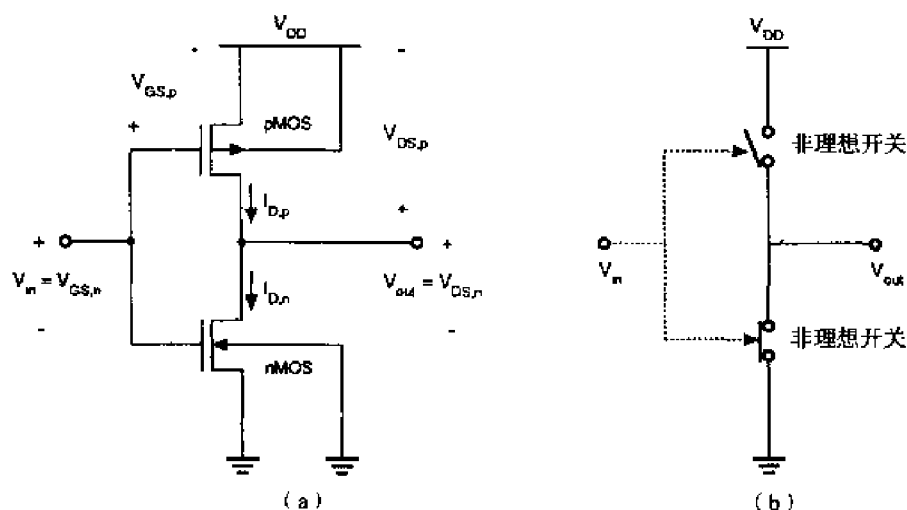 V_DD
V_GS,p
pMOS
V_DS,p
I_D,p
V_in = V_GS,n
I_D,n
V_out = V_DS,n
nMOS
(a)
V_DD
非理想开关
V_in
V_out
非理想开关
(b)